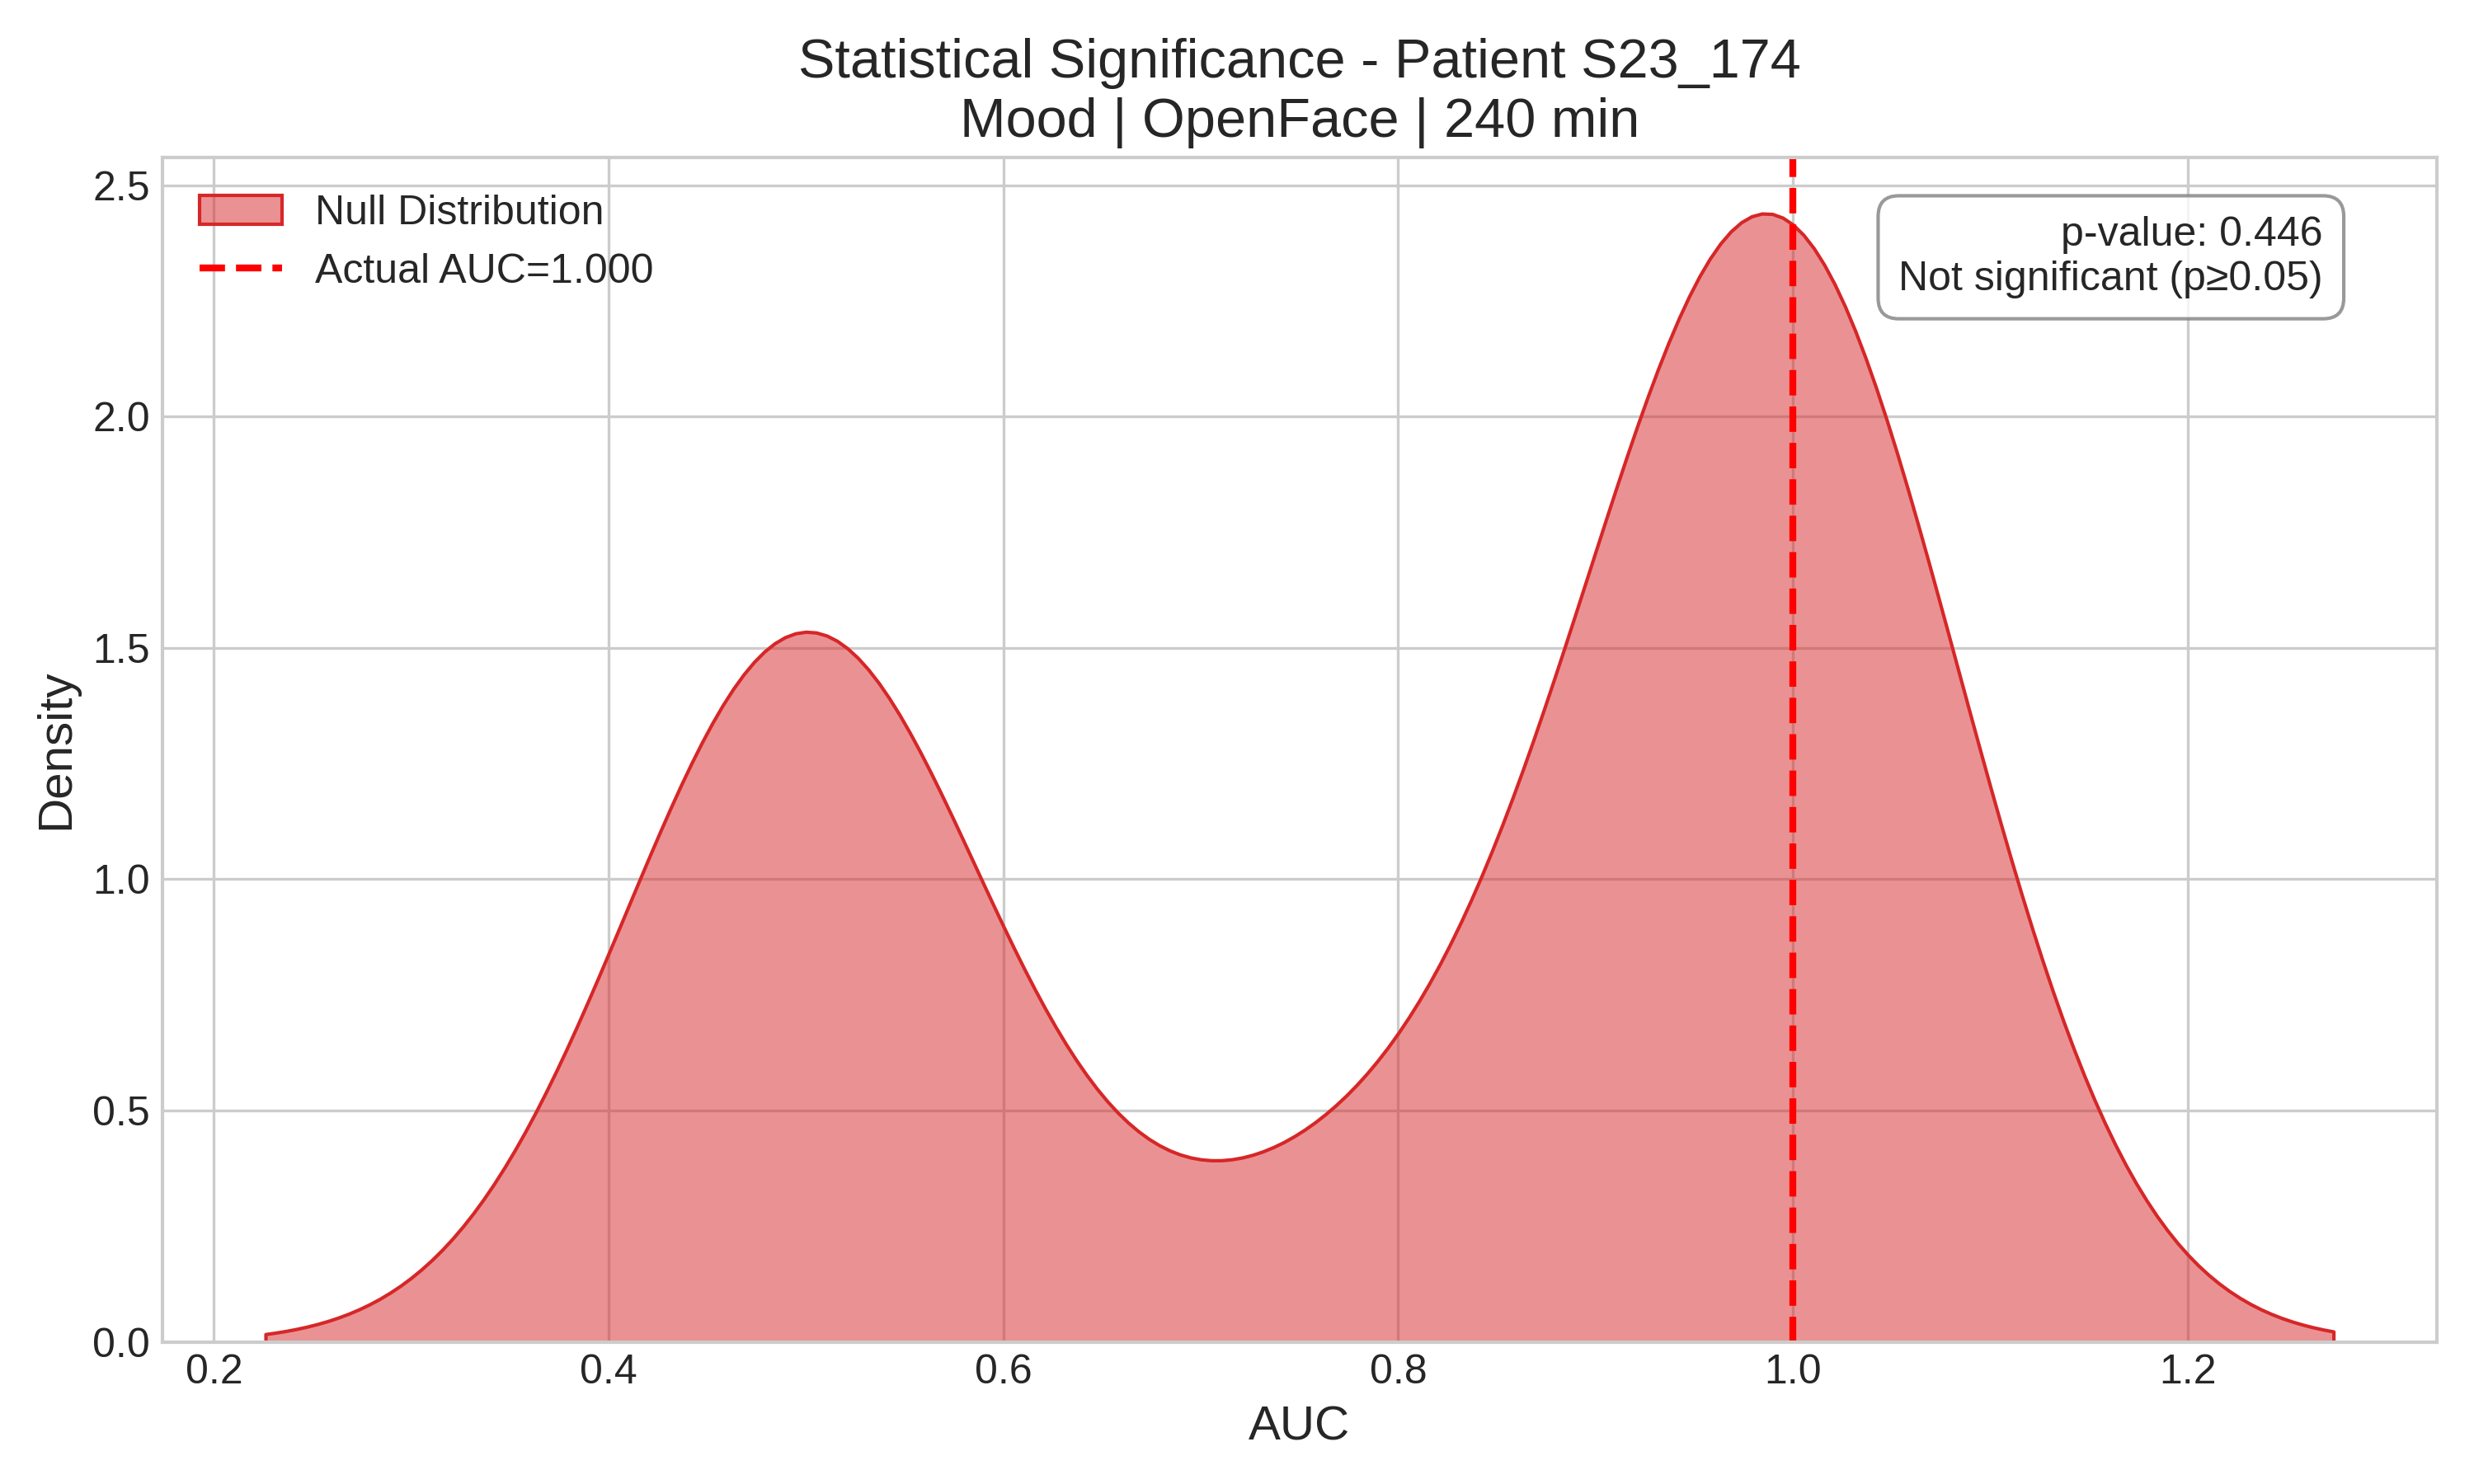 Statistical Significance - Patient S23_174
Mood | OpenFace | 240 min
Null Distribution
Actual AUC=1.000
p-value: 0.446
Not significant (p≥0.05)
Density
2.5
2.0
1.5
1.0
0.5
0.0
0.2
0.4
0.6
0.8
1.0
1.2
AUC